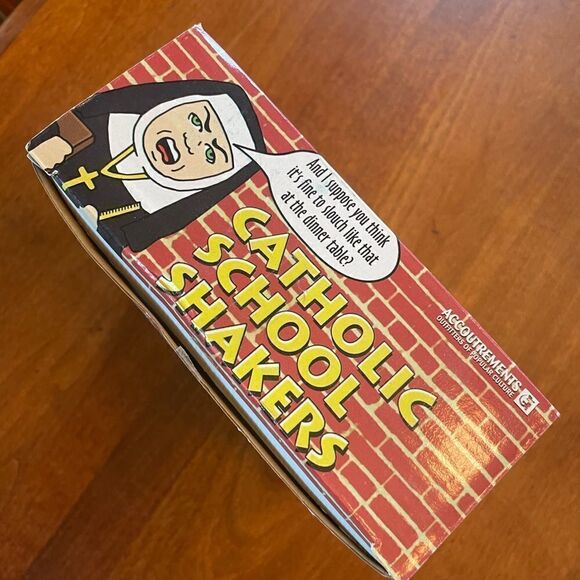 And I suppose you think
it's fine to slouch like that
at the dinner table?
CATHOLIC
SCHOOL
SHAKERS
ACCOUTREMENTS
OUTFITTERS OF POPULAR CULTURE